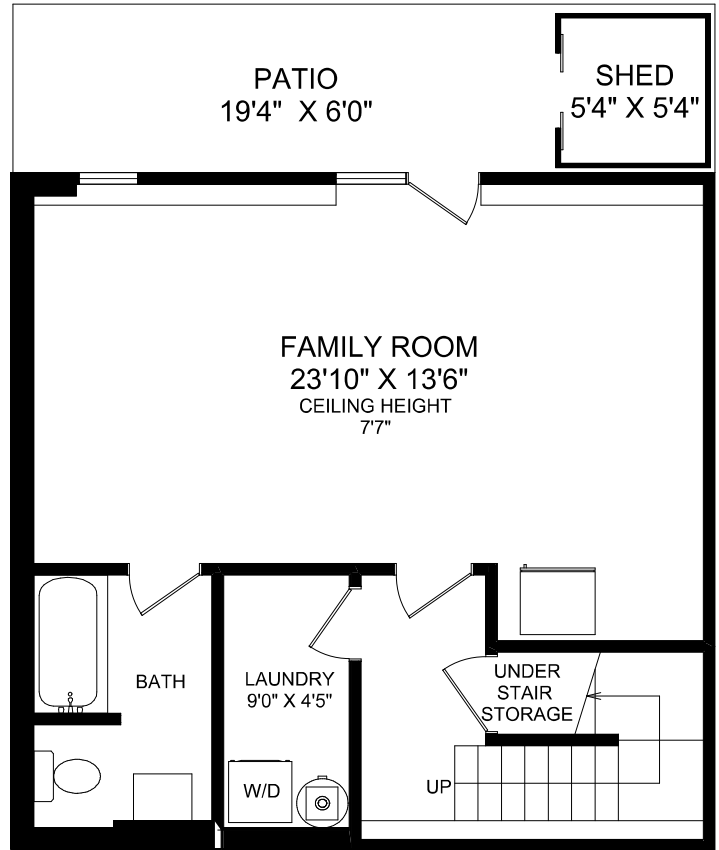 PATIO
19'4" X 6'0"
SHED
5'4" X 5'4"
FAMILY ROOM
23'10" X 13'6"
CEILING HEIGHT
7'7"
BATH
LAUNDRY
9'0" X 4'5"
UNDER
STAIR
STORAGE
W/D
UP